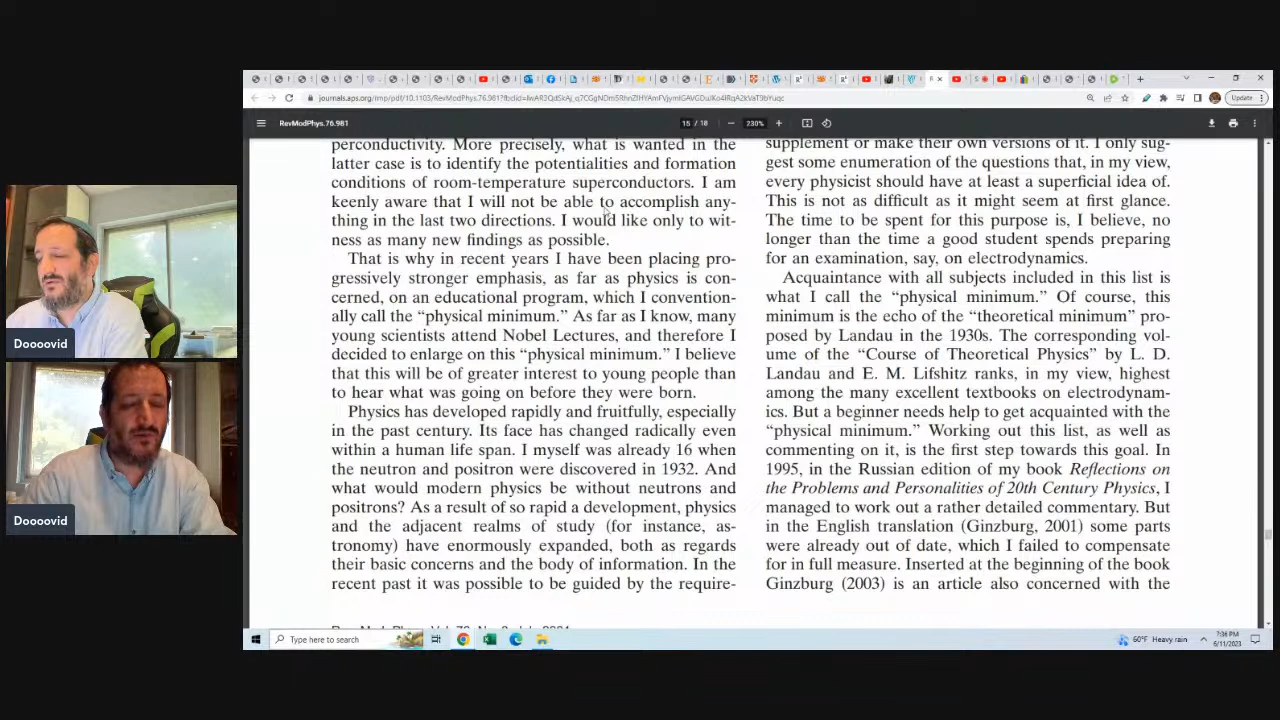 journals.aps.org/rmp/pdf/10.1103/RevModPhys.76.981?
Update
RevModPhys.76.981
15 / 18
230%
perconductivity. More precisely, what is wanted in the
latter case is to identify the potentialities and formation
conditions of room-temperature superconductors. I am
keenly aware that I will not be able to accomplish any-
thing in the last two directions. I would like only to wit-
ness as many new findings as possible.
That is why in recent years I have been placing pro-
gressively stronger emphasis, as far as physics is con-
cerned, on an educational program, which I convention-
ally call the “physical minimum.” As far as I know, many
young scientists attend Nobel Lectures, and therefore I
decided to enlarge on this “physical minimum.” I believe
that this will be of greater interest to young people than
to hear what was going on before they were born.
Physics has developed rapidly and fruitfully, especially
in the past century. Its face has changed radically even
within a human life span. I myself was already 16 when
the neutron and positron were discovered in 1932. And
what would modern physics be without neutrons and
positrons? As a result of so rapid a development, physics
and the adjacent realms of study (for instance, as-
tronomy) have enormously expanded, both as regards
their basic concerns and the body of information. In the
recent past it was possible to be guided by the require-
supplement or make their own versions of it. I only sug-
gest some enumeration of the questions that, in my view,
every physicist should have at least a superficial idea of.
This is not as difficult as it might seem at first glance.
The time to be spent for this purpose is, I believe, no
longer than the time a good student spends preparing
for an examination, say, on electrodynamics.
Acquaintance with all subjects included in this list is
what I call the “physical minimum.” Of course, this
minimum is the echo of the “theoretical minimum” pro-
posed by Landau in the 1930s. The corresponding vol-
ume of the “Course of Theoretical Physics” by L. D.
Landau and E. M. Lifshitz ranks, in my view, highest
among the many excellent textbooks on electrodynam-
ics. But a beginner needs help to get acquainted with the
“physical minimum.” Working out this list, as well as
commenting on it, is the first step towards this goal. In
1995, in the Russian edition of my book Reflections on
the Problems and Personalities of 20th Century Physics, I
managed to work out a rather detailed commentary. But
in the English translation (Ginzburg, 2001) some parts
were already out of date, which I failed to compensate
for in full measure. Inserted at the beginning of the book
Ginzburg (2003) is an article also concerned with the
Doooovid
Doooovid
Type here to search
60°F Heavy rain
7:36 PM
6/11/2023